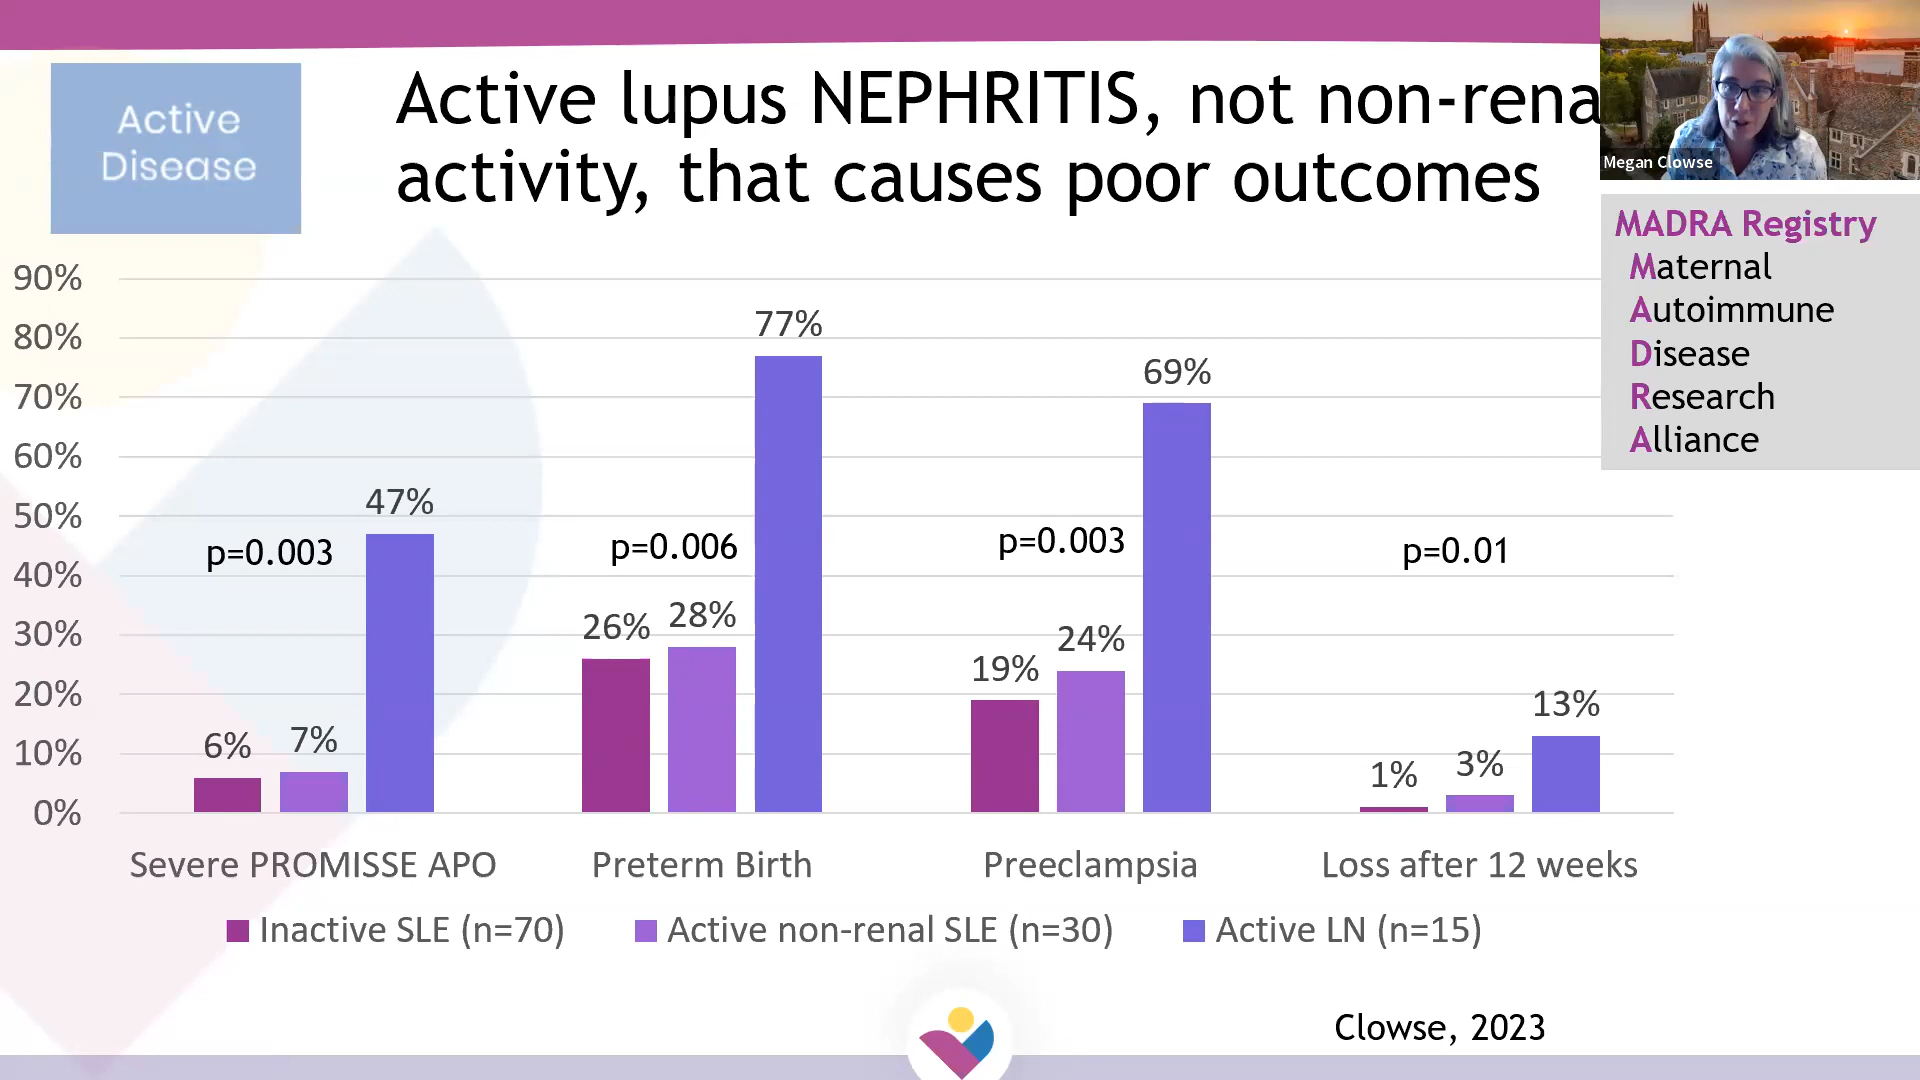 Active
Disease
Active lupus NEPHRITIS, not non-rena
activity, that causes poor outcomes
Megan Clowse
MADRA Registry
Maternal
Autoimmune
Disease
Research
Alliance
90%
80%
70%
60%
50%
40%
30%
20%
10%
0%
6%
7%
47%
p=0.003
26%
28%
77%
p=0.006
19%
24%
69%
p=0.003
1%
3%
13%
p=0.01
Severe PROMISSE APO
Preterm Birth
Preeclampsia
Loss after 12 weeks
Inactive SLE (n=70)
Active non-renal SLE (n=30)
Active LN (n=15)
Clowse, 2023